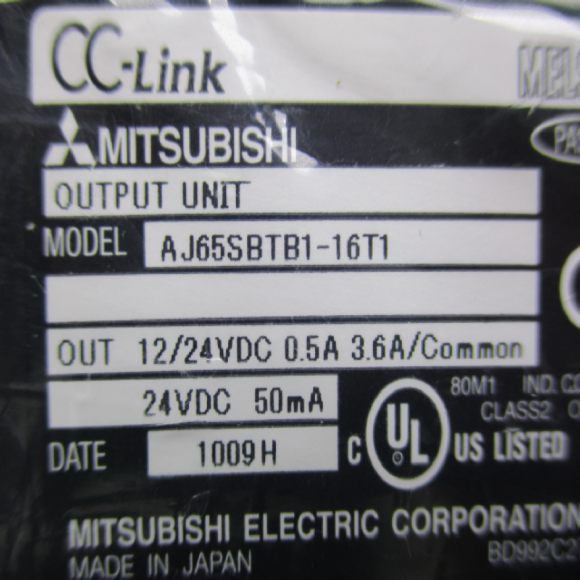 CC-Link
MITSUBISHI
OUTPUT UNIT
MODEL AJ65SBTB1-16T1
OUT 12/24VDC 0.5A 3.6A/Common
24VDC 50mA
80M1 IND.
CLASS2
DATE 1009H
C UL US LISTED
MITSUBISHI ELECTRIC CORPORATION
MADE IN JAPAN